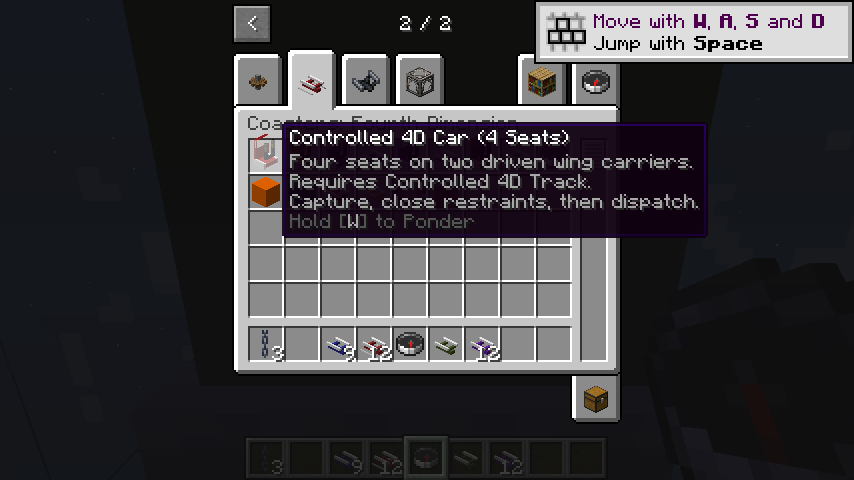 2 / 2
Move with W, A, S and D
Jump with Space
Controlled 4D Car (4 Seats)
Four seats on two driven wing carriers.
Requires Controlled 4D Track.
Capture, close restraints, then dispatch.
Hold [W] to Ponder
3
9
12
12
3
9
12
12